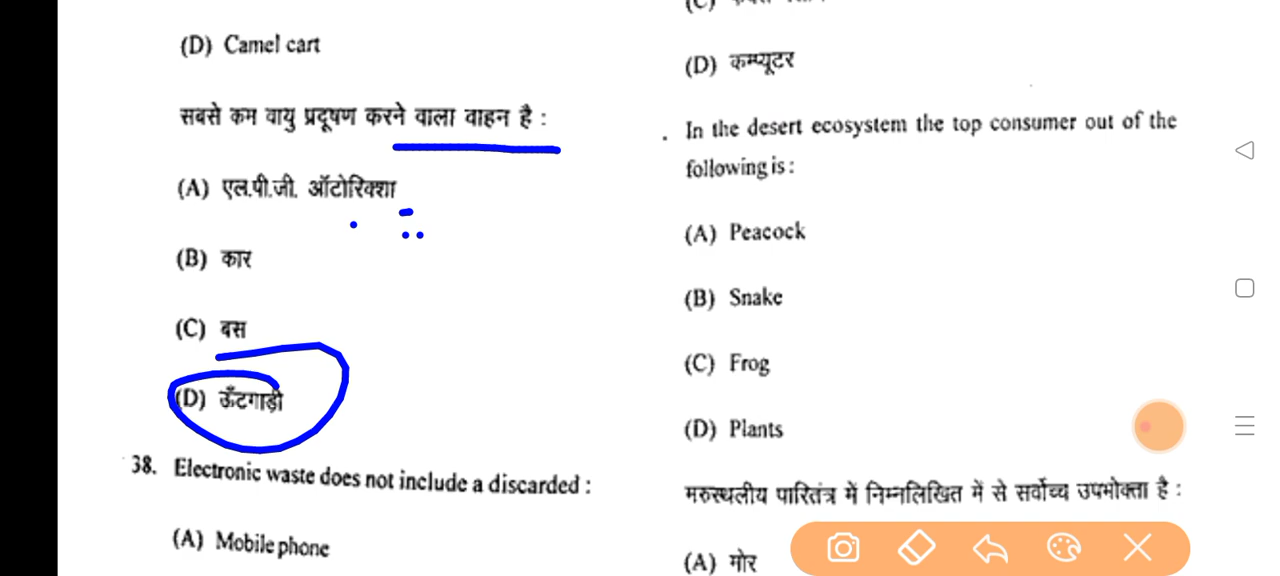 (D) Camel cart
सबसे कम वायु प्रदूषण करने वाला वाहन है :
(A) एल.पी.जी. ऑटोरिक्शा
(B) कार
(C) बस
(D) ऊँटगाड़ी
38. Electronic waste does not include a discarded :
(A) Mobile phone
(C)
(D) कम्प्यूटर
. In the desert ecosystem the top consumer out of the
following is :
(A) Peacock
(B) Snake
(C) Frog
(D) Plants
मरुस्थलीय पारितंत्र में निम्नलिखित में से सर्वोच्च उपभोक्ता है :
(A) मोर